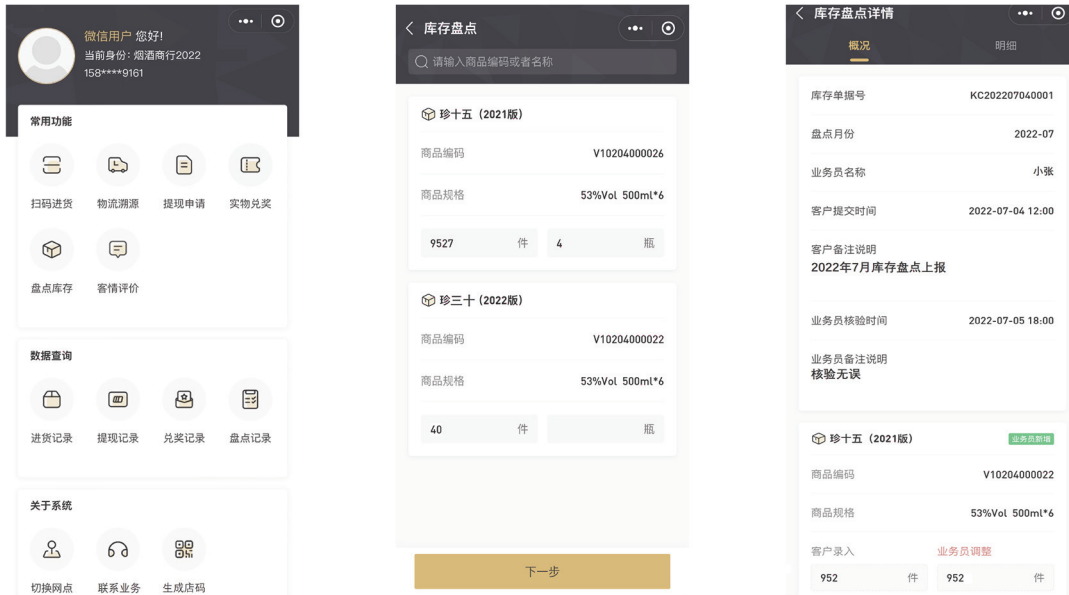 微信用户 您好!
当前身份: 烟酒商行2022
158****9161
常用功能
扫码进货 物流溯源 提现申请 实物兑奖
盘点库存 客情评价
数据查询
进货记录 提现记录 兑奖记录 盘点记录
关于系统
切换网点 联系业务 生成店码
库存盘点
请输入商品编码或者名称
珍十五（2021版）
商品编码 V10204000026
商品规格 53%Vol 500ml*6
9527 件 4 瓶
珍三十 (2022版)
商品编码 V10204000022
商品规格 53%Vol 500ml*6
40 件 瓶
下一步
库存盘点详情
概况 明细
库存单据号 KC202207040001
盘点月份 2022-07
业务员名称 小张
客户提交时间 2022-07-04 12:00
客户备注说明
2022年7月库存盘点上报
业务员核验时间 2022-07-05 18:00
业务员备注说明
核验无误
珍十五（2021版） 业务员新增
商品编码 V10204000022
商品规格 53%Vol 500ml*6
客户录入 业务员调整
952 件 952 件